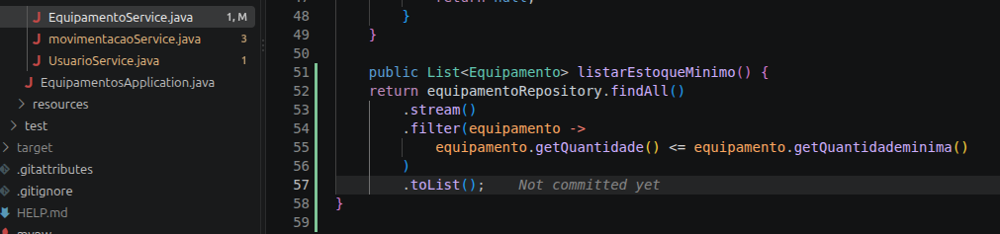 EquipamentoService.java 1, M
movimentacaoService.java 3
UsuarioService.java 1
EquipamentosApplication.java
resources
test
target
.gitattributes
.gitignore
HELP.md
48 }
49 }
50
51 public List<Equipamento> listarEstoqueMinimo() {
52 return equipamentoRepository.findAll()
53 .stream()
54 .filter(equipamento ->
55 equipamento.getQuantidade() <= equipamento.getQuantidademinima()
56 )
57 .toList(); Not committed yet
58 }
59